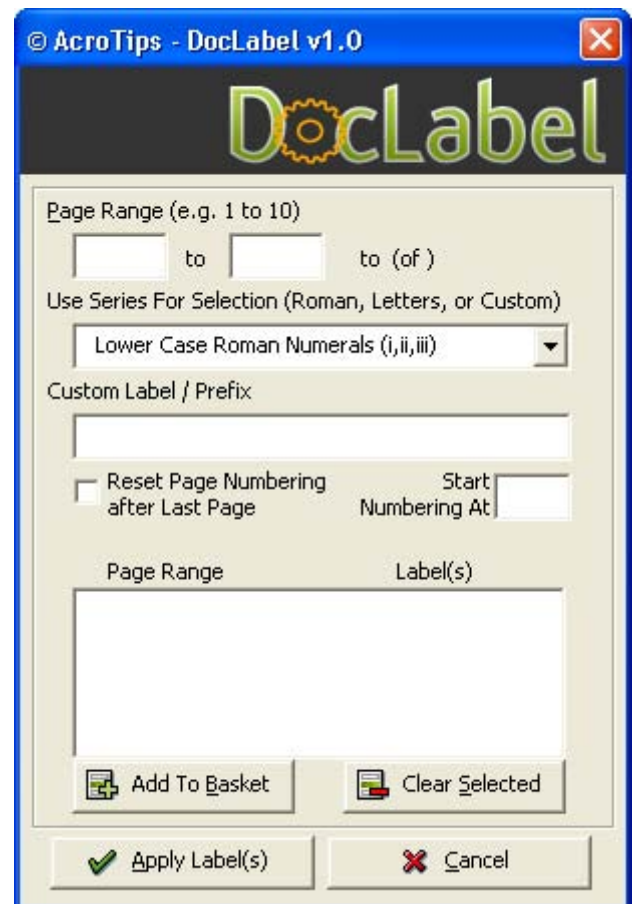 © AcroTips - DocLabel v1.0
DocLabel
Page Range (e.g. 1 to 10)
to to (of )
Use Series For Selection (Roman, Letters, or Custom)
Lower Case Roman Numerals (i,ii,iii)
Custom Label / Prefix
Reset Page Numbering after Last Page
Start Numbering At
Page Range Label(s)
Add To Basket Clear Selected
Apply Label(s) Cancel